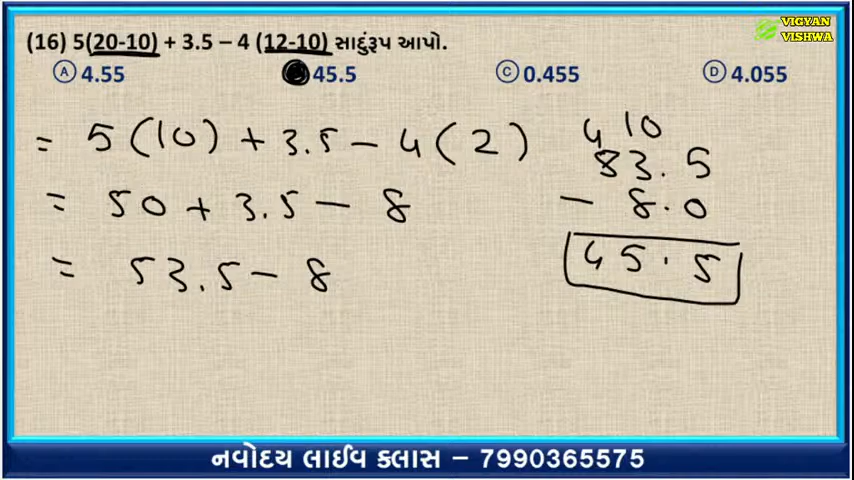 VIGYAN
VISHWA
(16) 5(20-10) + 3.5 – 4 (12-10) સાદુંરૂપ આપો.
A 4.55 45.5 C 0.455 D 4.055
= 5 (10) + 3.5 – 4 (2)
= 50 + 3.5 – 8
= 53.5 – 8
4 10
53.5
– 8.0
45.5
નવોદય લાઈવ ક્લાસ – 7990365575